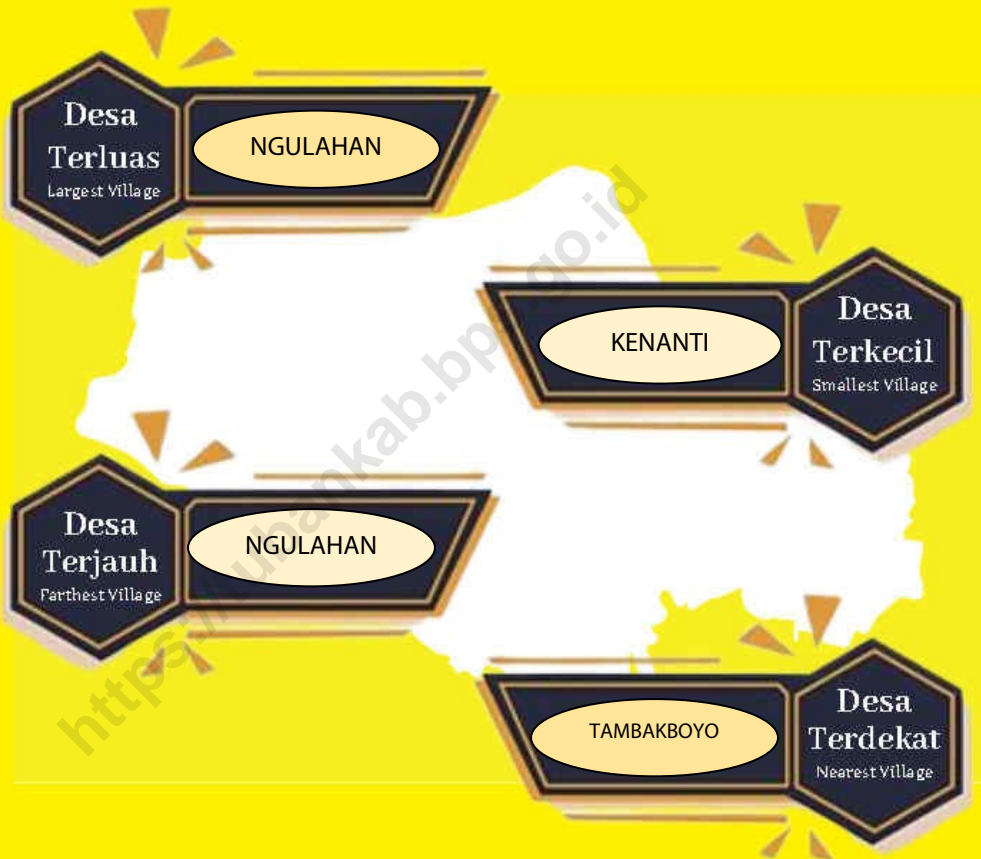 Desa
Terluas
Largest Village
NGULAHAN
KENANTI
Desa
Terkecil
Smallest Village
Desa
Terjauh
Farthest Village
NGULAHAN
TAMBAKBOYO
Desa
Terdekat
Nearest Village